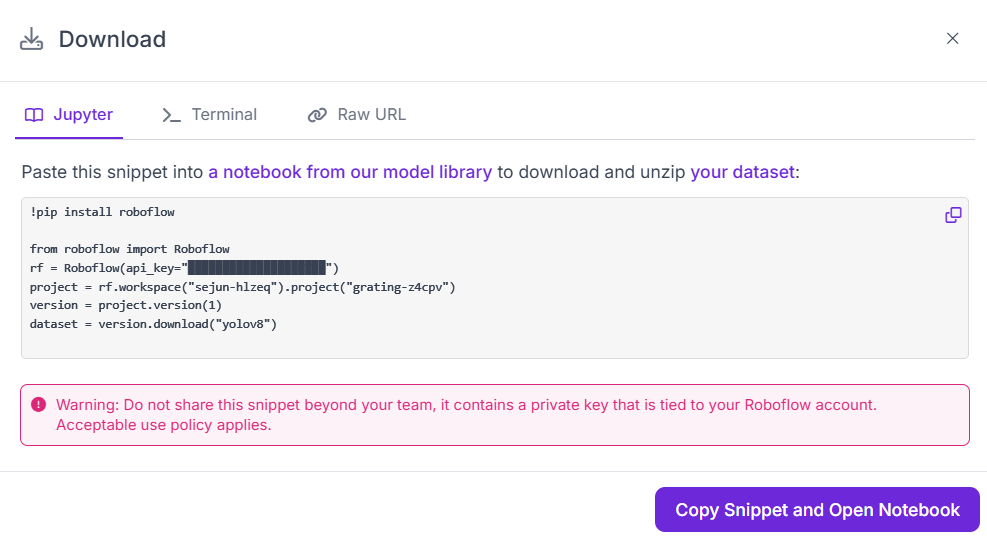 Download
Jupyter
Terminal
Raw URL
Paste this snippet into a notebook from our model library to download and unzip your dataset:
!pip install roboflow
from roboflow import Roboflow
rf = Roboflow(api_key="████████████████████")
project = rf.workspace("sejun-hlzeq").project("grating-z4cpv")
version = project.version(1)
dataset = version.download("yolov8")
Warning: Do not share this snippet beyond your team, it contains a private key that is tied to your Roboflow account.
Acceptable use policy applies.
Copy Snippet and Open Notebook